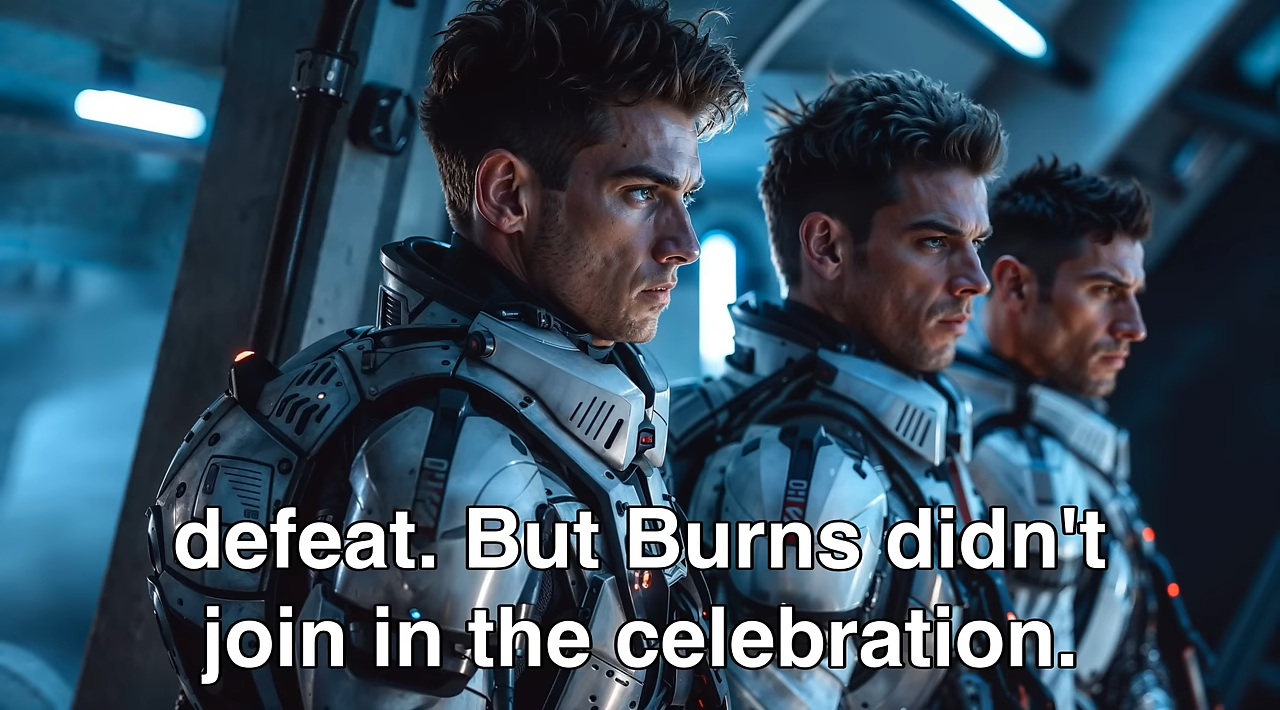 defeat. But Burns didn't
join in the celebration.